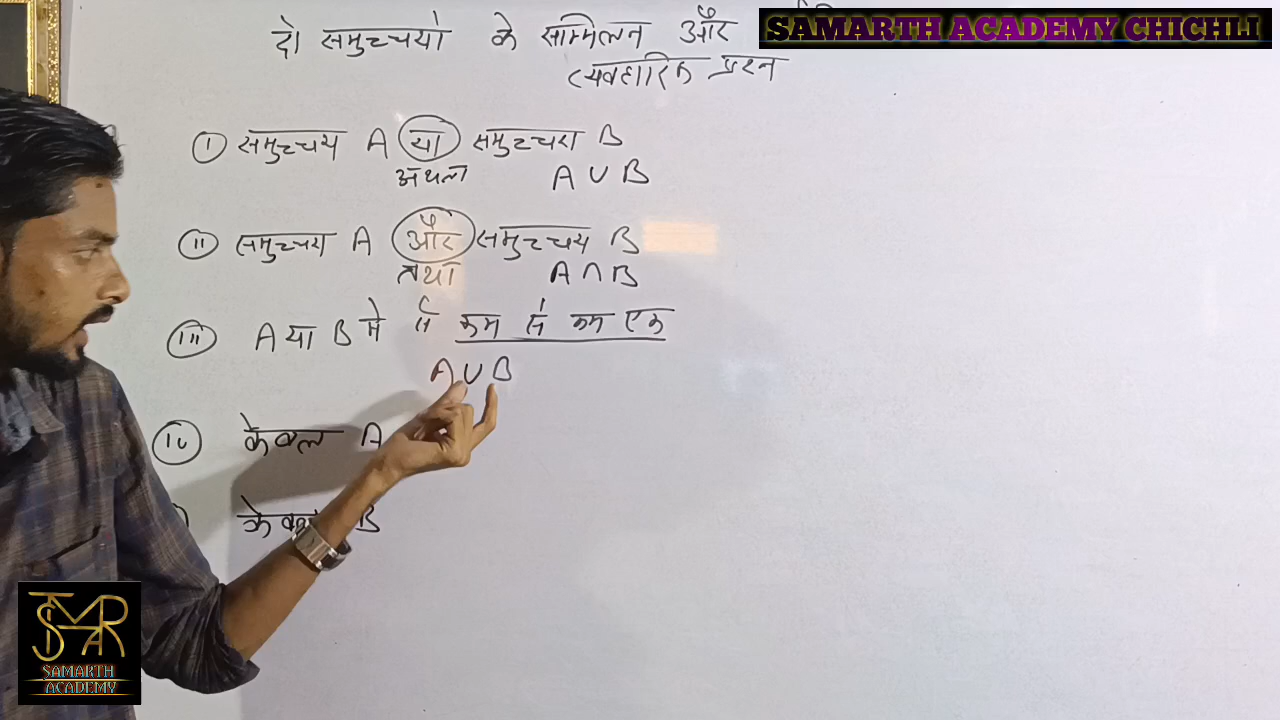 दो समुच्चयो के सम्मिलन और
SAMARTH ACADEMY CHICHLI
व्यवहारिक प्रश्न
(i) समुच्चय A या समुच्चय B
अथवा A ∪ B
(ii) समुच्चय A और समुच्चय B
तथा A ∩ B
(iii) A या B मे से कम से कम एक
A ∪ B
(iv) केवल A
केवल B
SAMARTH
ACADEMY